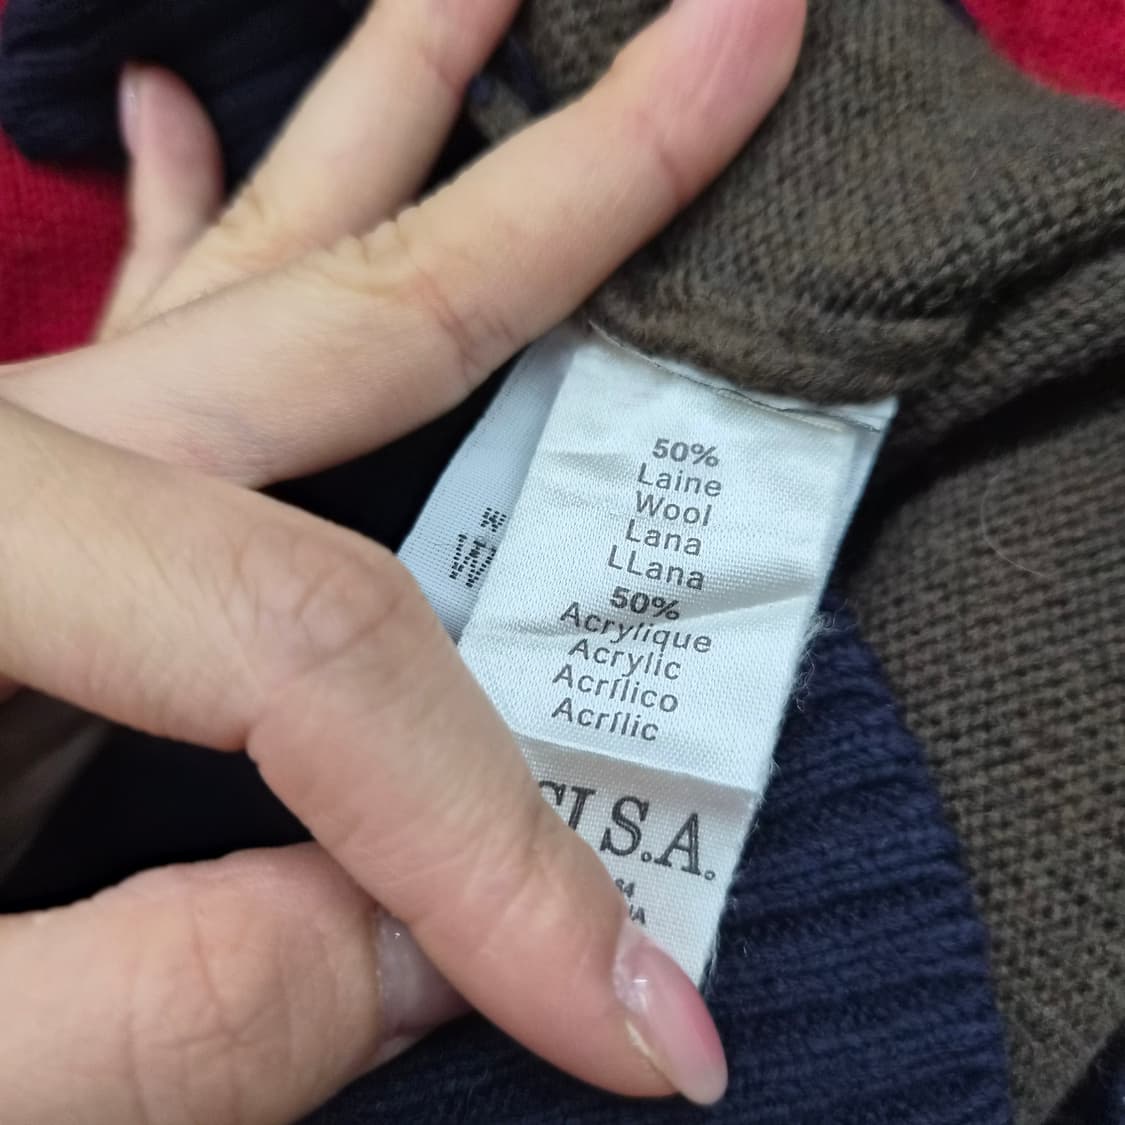 50%
Laine
Wool
Lana
LLana
50%
Acrylique
Acrylic
Acrílico
Acrílic
S.A.